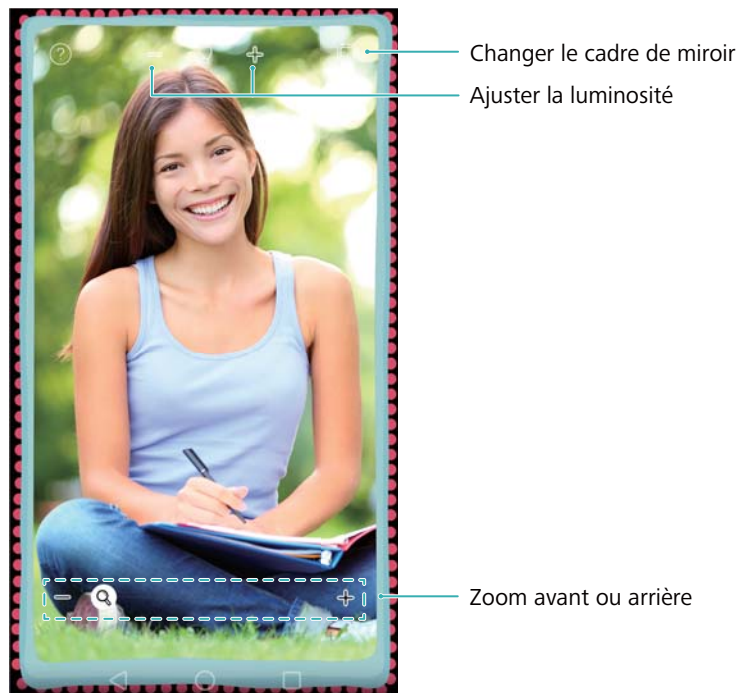 Changer le cadre de miroir
Ajuster la luminosité
Zoom avant ou arrière